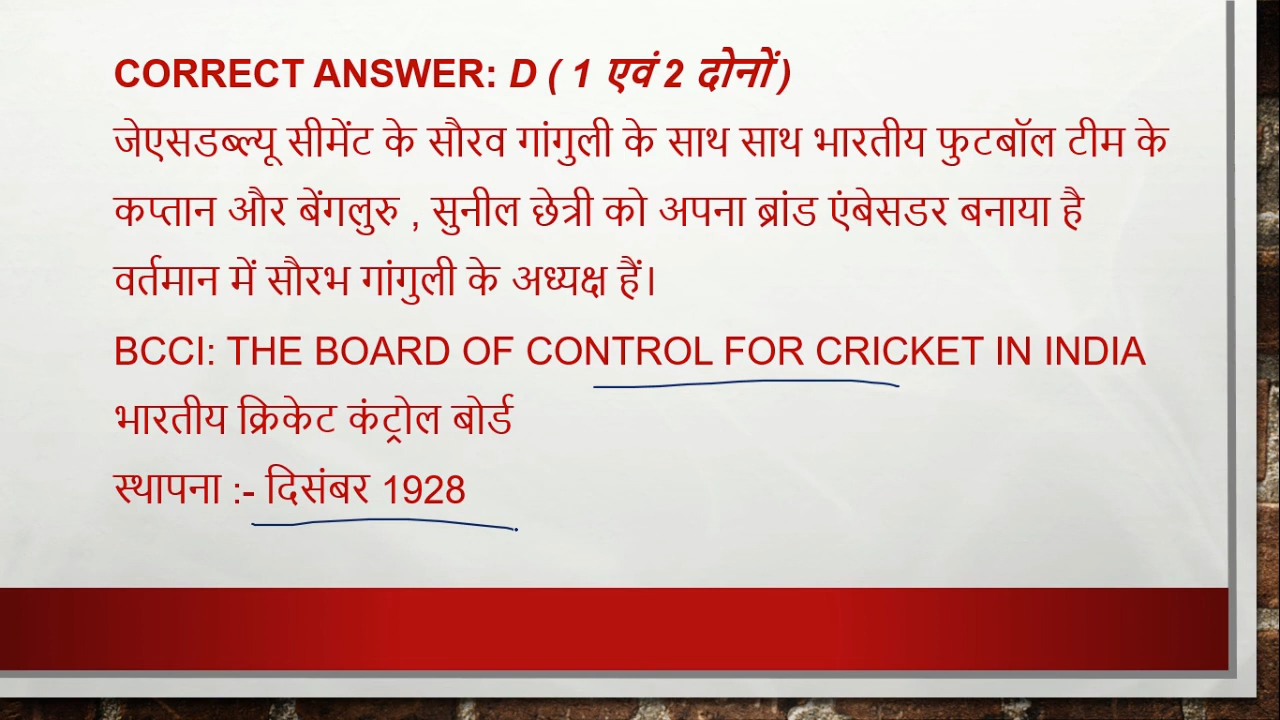 CORRECT ANSWER: D ( 1 एवं 2 दोनों )
जेएसडब्ल्यू सीमेंट के सौरव गांगुली के साथ साथ भारतीय फुटबॉल टीम के
कप्तान और बेंगलुरु , सुनील छेत्री को अपना ब्रांड एंबेसडर बनाया है
वर्तमान में सौरभ गांगुली के अध्यक्ष हैं।
BCCI: THE BOARD OF CONTROL FOR CRICKET IN INDIA
भारतीय क्रिकेट कंट्रोल बोर्ड
स्थापना :- दिसंबर 1928